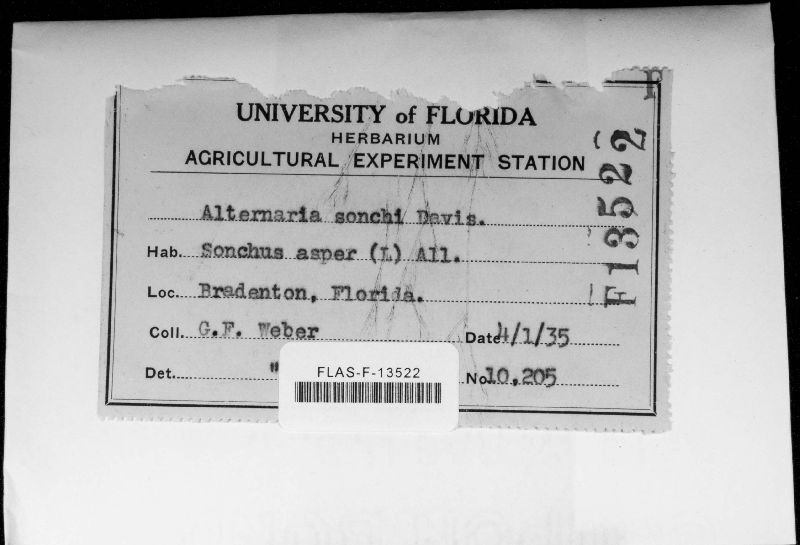 UNIVERSITY of FLORIDA
HERBARIUM
AGRICULTURAL EXPERIMENT STATION
Alternaria sonchi Davis.
Hab. Sonchus asper (L) All.
Loc. Bradenton, Florida.
Coll. G.F. Weber Date 4/1/35
Det. " No. 10,205
FLAS-F-13522
F13522
F